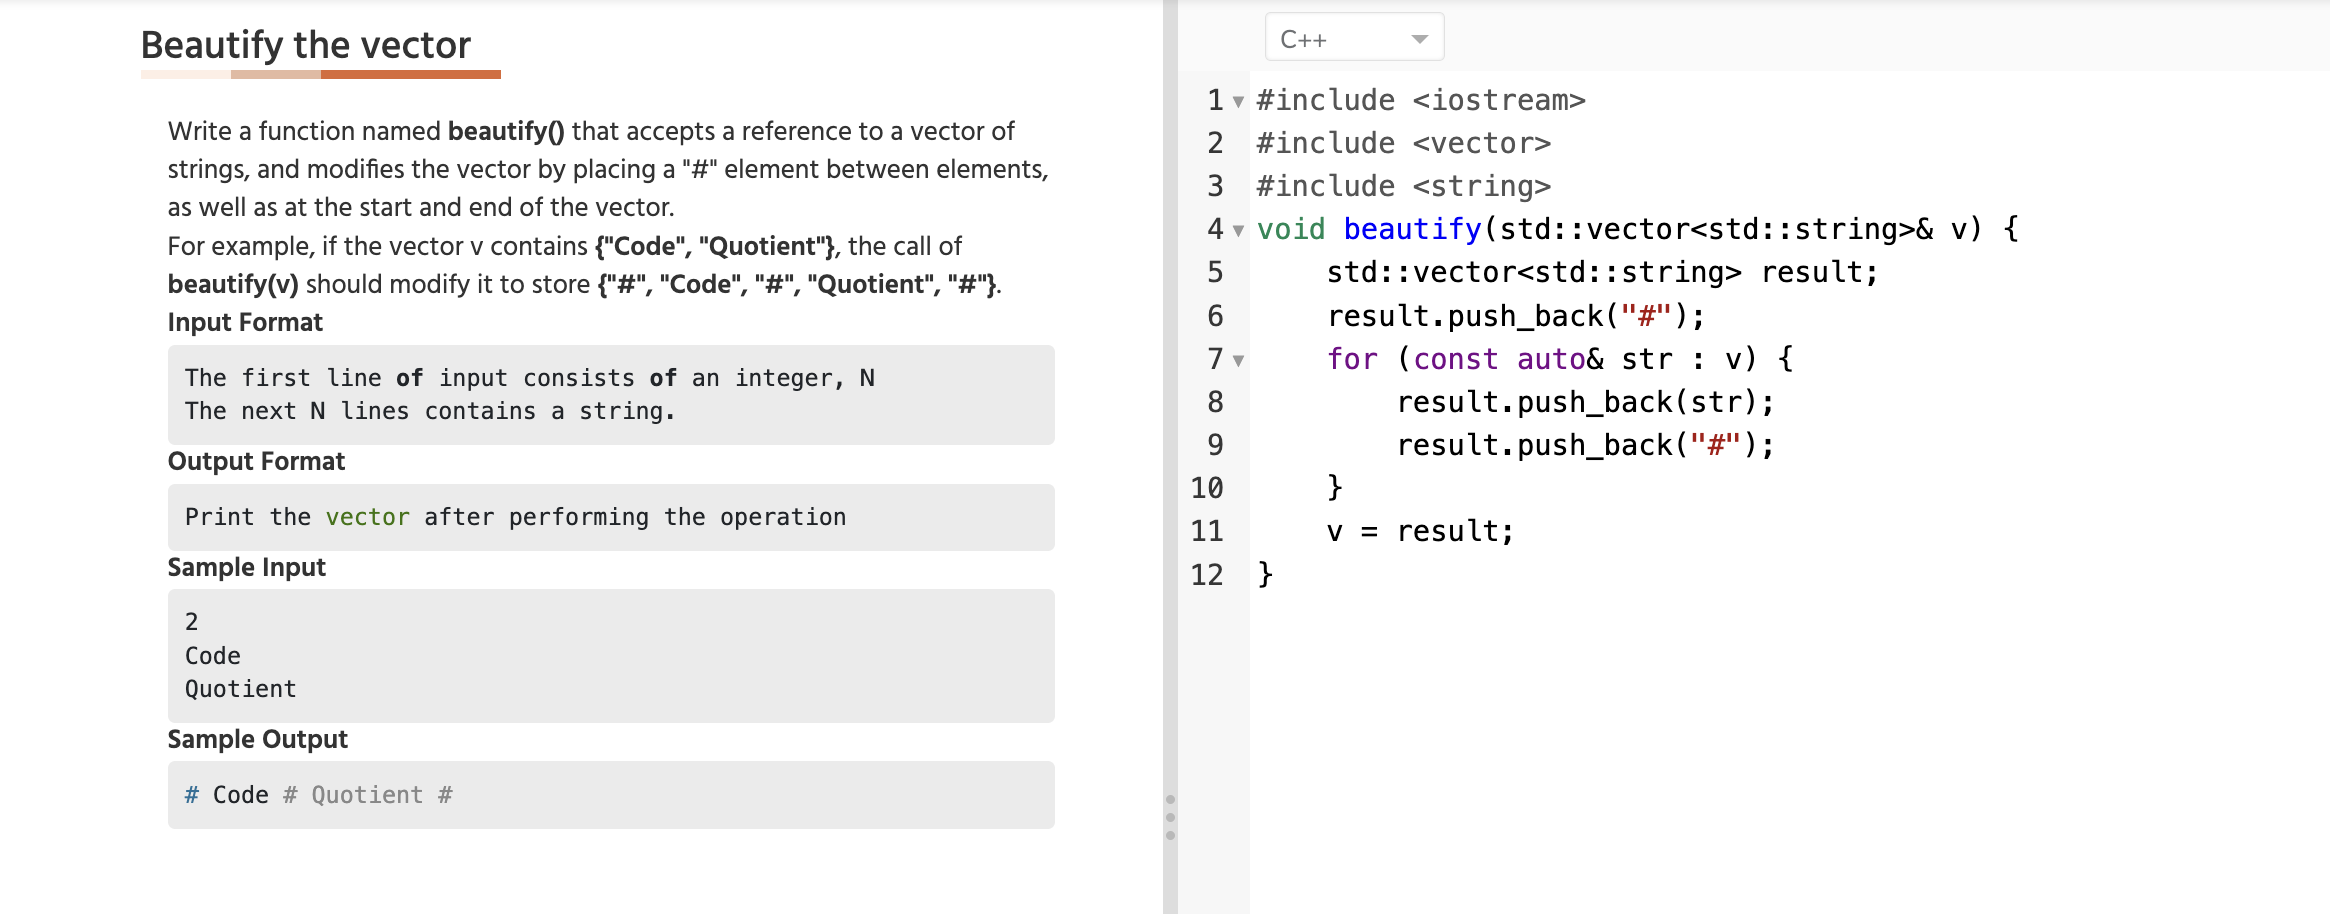 Beautify the vector
Write a function named beautify() that accepts a reference to a vector of
strings, and modifies the vector by placing a "#" element between elements,
as well as at the start and end of the vector.
For example, if the vector v contains {"Code", "Quotient"}, the call of
beautify(v) should modify it to store {"#", "Code", "#", "Quotient", "#"}.
Input Format
The first line of input consists of an integer, N
The next N lines contains a string.
Output Format
Print the vector after performing the operation
Sample Input
2
Code
Quotient
Sample Output
# Code # Quotient #
C++
1 #include <iostream>
2 #include <vector>
3 #include <string>
4 void beautify(std::vector<std::string>& v) {
5     std::vector<std::string> result;
6     result.push_back("#");
7     for (const auto& str : v) {
8         result.push_back(str);
9         result.push_back("#");
10     }
11     v = result;
12 }